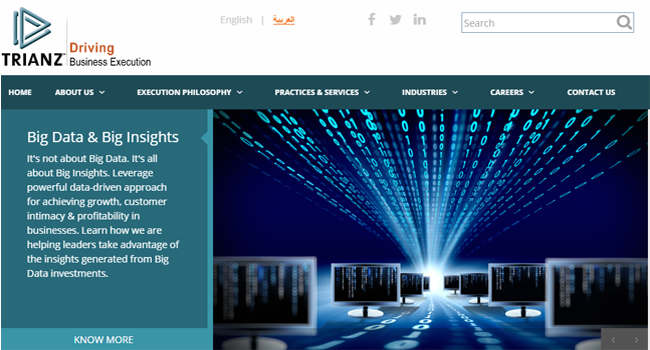 English | العربية
Search
TRIANZ™
Driving
Business Execution
HOME ABOUT US EXECUTION PHILOSOPHY PRACTICES & SERVICES INDUSTRIES CAREERS CONTACT US
Big Data & Big Insights
It's not about Big Data. It's all
about Big Insights. Leverage
powerful data-driven approach
for achieving growth, customer
intimacy & profitability in
businesses. Learn how we are
helping leaders take advantage of
the insights generated from Big
Data investments.
KNOW MORE